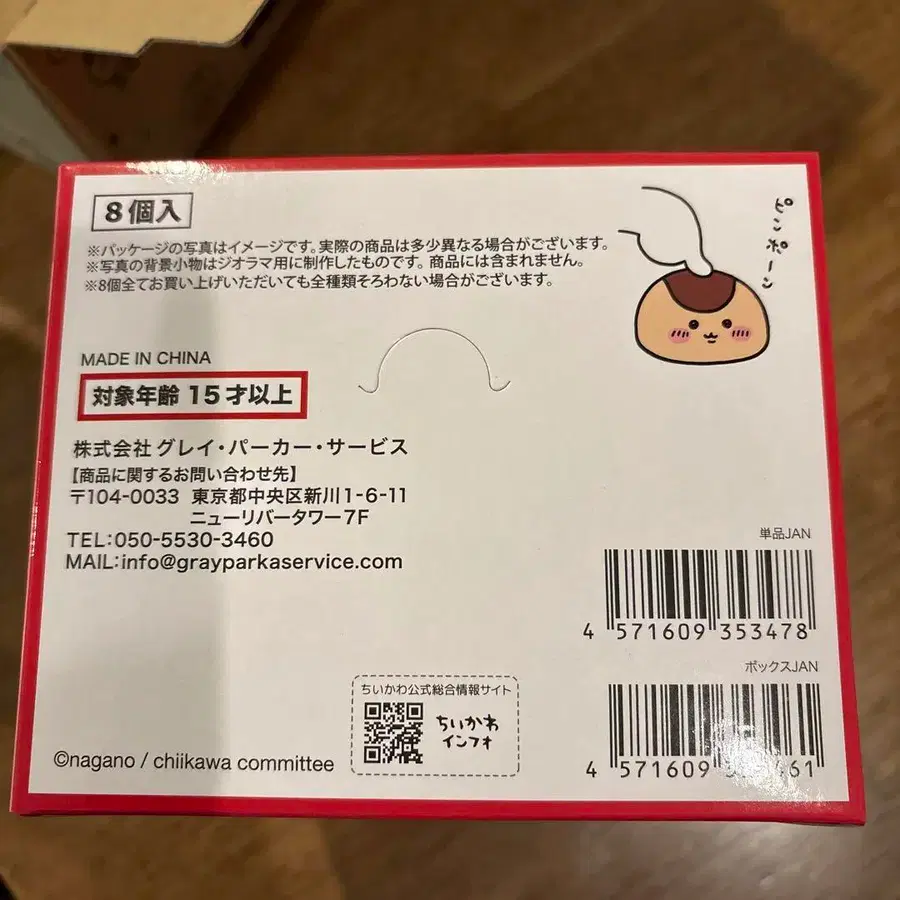 8個入
※パッケージの写真はイメージです。実際の商品は多少異なる場合がございます。
※写真の背景小物はジオラマ用に制作したものです。商品には含まれません。
※8個全てお買い上げいただいても全種類そろわない場合がございます。
ピンポーン
MADE IN CHINA
対象年齢 15才以上
株式会社 グレイ・パーカー・サービス
【商品に関するお問い合わせ先】
〒104-0033 東京都中央区新川1-6-11
ニューリバータワー7F
TEL:050-5530-3460
MAIL:info@grayparkaservice.com
単品JAN
4 571609 353478
ボックスJAN
4 571609
ちいかわ公式総合情報サイト
ちいかわ
インフォ
©nagano / chiikawa committee